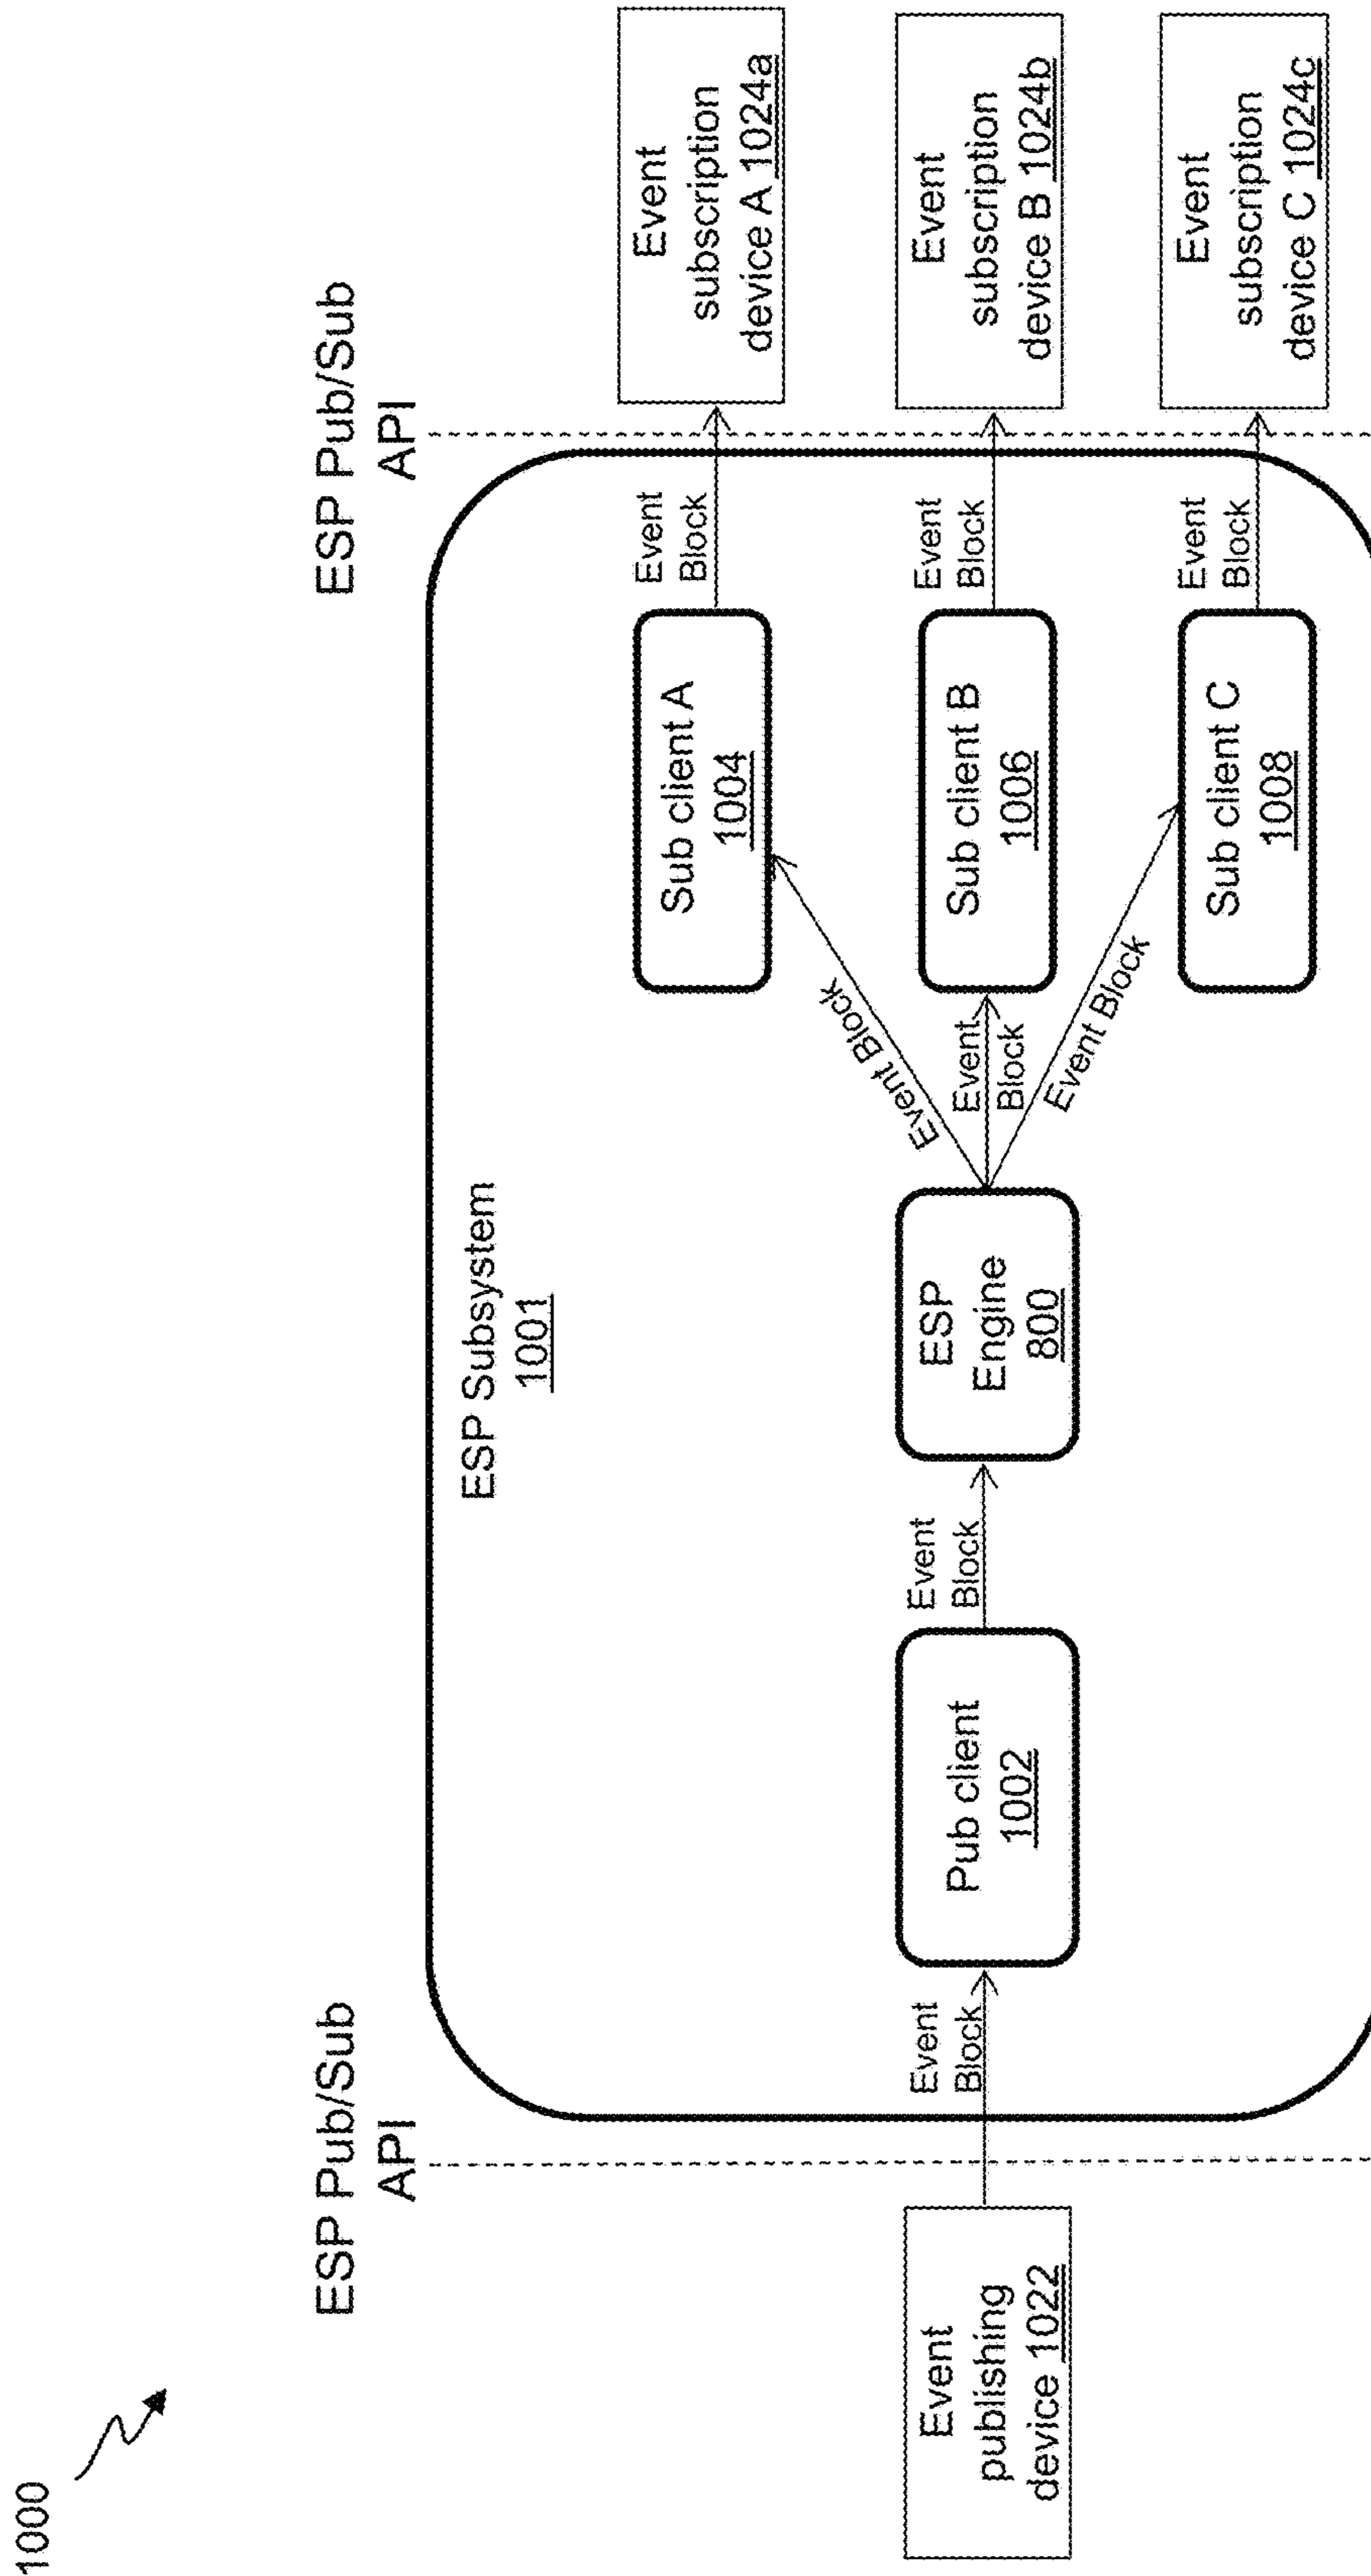 1000
ESP Pub/Sub
API
ESP Pub/Sub
API
ESP Subsystem
1001
Event
publishing
device 1022
Event
Block
Pub client
1002
Event
Block
ESP
Engine
800
Event Block
Event
Block
Event Block
Sub client A
1004
Sub client B
1006
Sub client C
1008
Event
Block
Event
Block
Event
Block
Event
subscription
device A 1024a
Event
subscription
device B 1024b
Event
subscription
device C 1024c